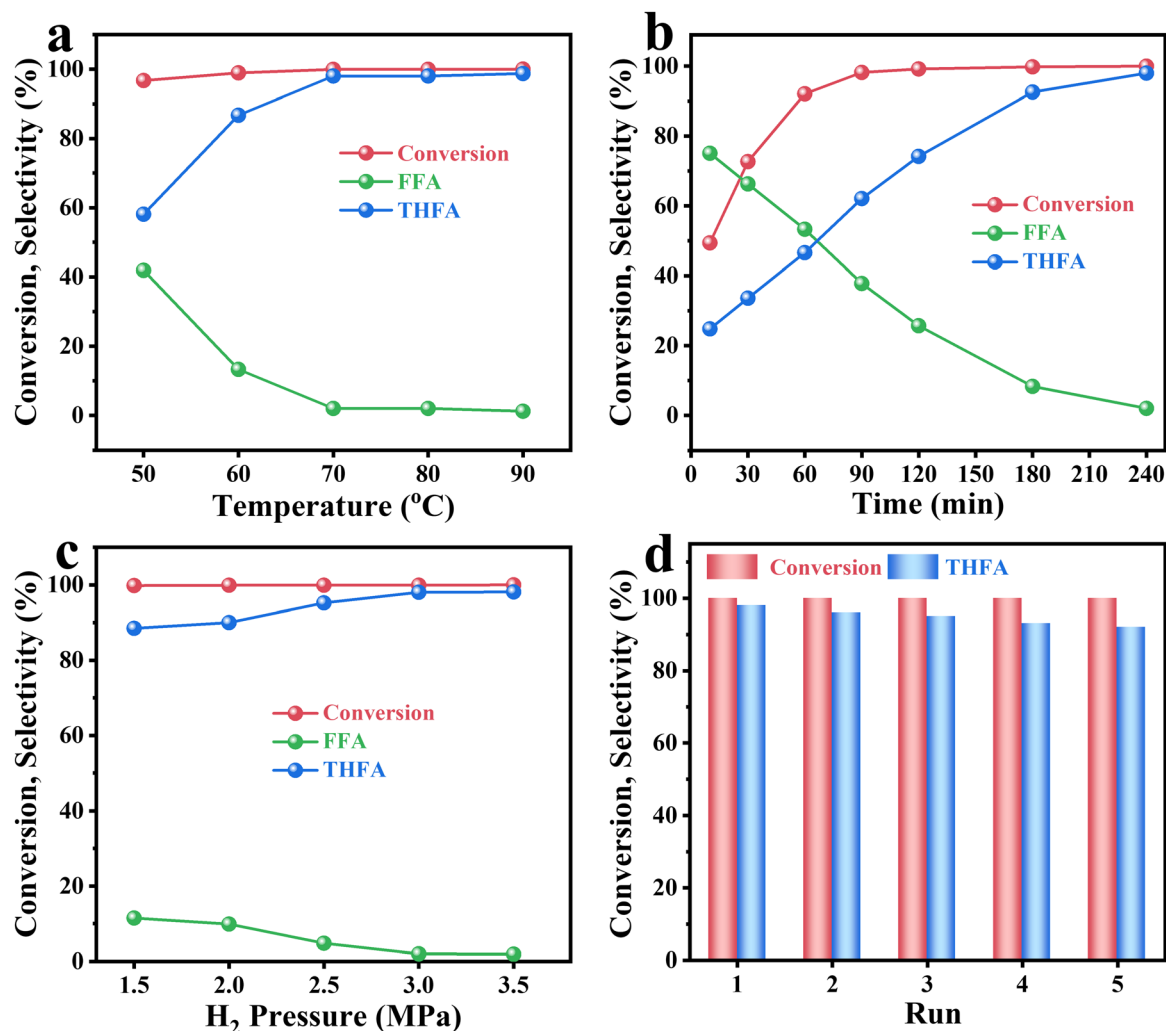 a
Conversion, Selectivity (%)
100
80
60
40
20
0
Conversion
FFA
THFA
50 60 70 80 90
Temperature (°C)
b
Conversion, Selectivity (%)
100
80
60
40
20
0
Conversion
FFA
THFA
0 30 60 90 120 150 180 210 240
Time (min)
c
Conversion, Selectivity (%)
100
80
60
40
20
0
Conversion
FFA
THFA
1.5 2.0 2.5 3.0 3.5
H₂ Pressure (MPa)
d
Conversion, Selectivity (%)
100
80
60
40
20
0
Conversion THFA
1 2 3 4 5
Run